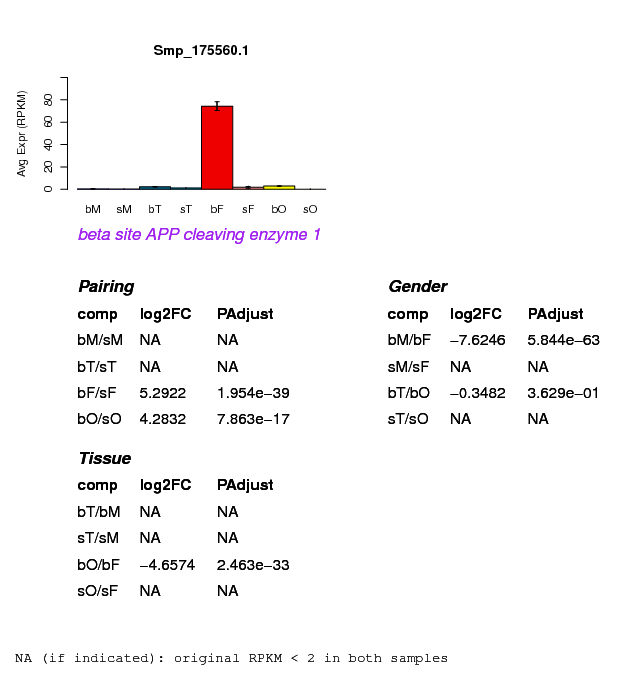 Smp_175560.1
Avg Expr (RPKM)
0 20 40 60 80
bM sM bT sT bF sF bO sO
beta site APP cleaving enzyme 1
Pairing
comp log2FC PAdjust
bM/sM NA NA
bT/sT NA NA
bF/sF 5.2922 1.954e−39
bO/sO 4.2832 7.863e−17
Gender
comp log2FC PAdjust
bM/bF −7.6246 5.844e−63
sM/sF NA NA
bT/bO −0.3482 3.629e−01
sT/sO NA NA
Tissue
comp log2FC PAdjust
bT/bM NA NA
sT/sM NA NA
bO/bF −4.6574 2.463e−33
sO/sF NA NA
NA (if indicated): original RPKM < 2 in both samples